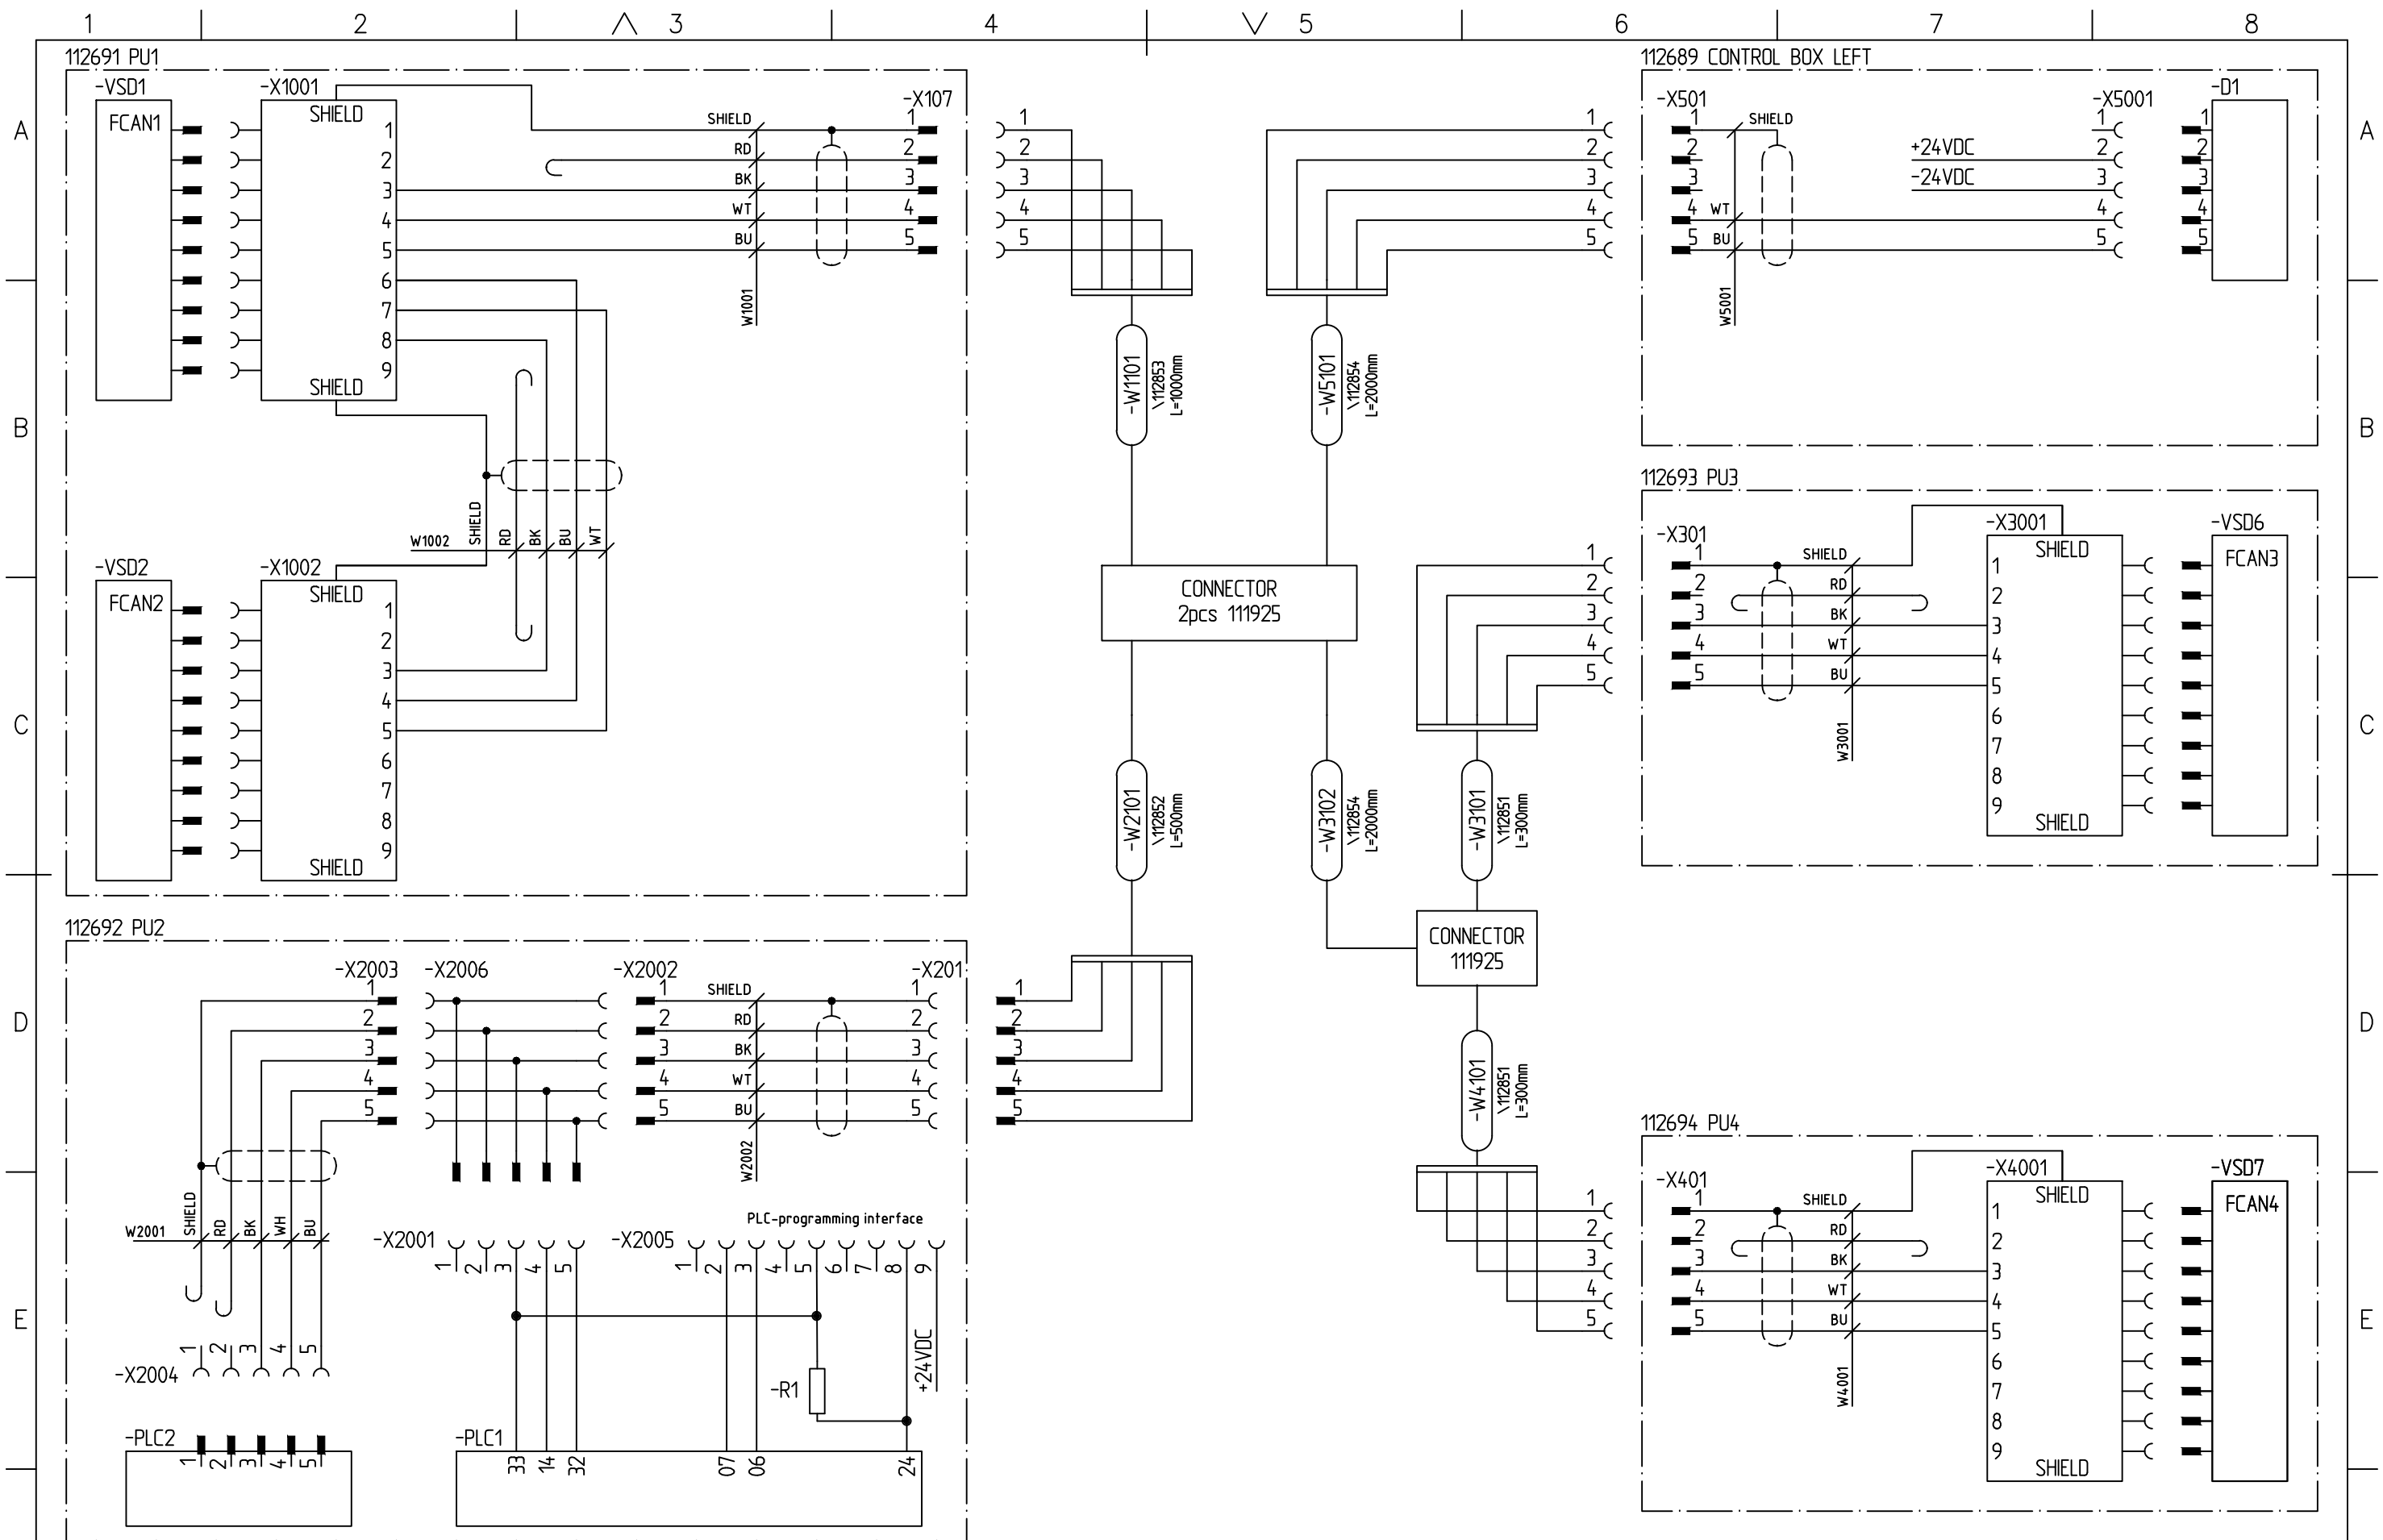 1 2 3 4 5 6 7 8
A
B
C
D
E
A
B
C
D
E
112691 PU1
-VSD1
FCAN1
-X1001
SHIELD
1
2
3
4
5
6
7
8
9
SHIELD
SHIELD
RD
BK
WT
BU
W1001
-X107
1
2
3
4
5
1
2
3
4
5
W1002
SHIELD
RD
BK
BU
WT
-VSD2
FCAN2
-X1002
SHIELD
1
2
3
4
5
6
7
8
9
SHIELD
-W1101
\112853
L=1000mm
-W5101
\112854
L=2000mm
CONNECTOR
2pcs 111925
-W2101
\112852
L=500mm
-W3102
\112854
L=2000mm
-W3101
\112851
L=300mm
CONNECTOR
111925
-W4101
\112851
L=300mm
1
2
3
4
5
112689 CONTROL BOX LEFT
-X501
1
2
3
4
5
SHIELD
WT
BU
W5001
+24VDC
-24VDC
-X5001
1
2
3
4
5
-D1
1
2
3
4
5
1
2
3
4
5
112693 PU3
-X301
1
2
3
4
5
SHIELD
RD
BK
WT
BU
W3001
-X3001
SHIELD
1
2
3
4
5
6
7
8
9
SHIELD
-VSD6
FCAN3
112692 PU2
-X2003
1
2
3
4
5
-X2006
-X2002
1
2
3
4
5
SHIELD
RD
BK
WT
BU
W2002
-X201
1
2
3
4
5
1
2
3
4
5
W2001
SHIELD
RD
BK
WH
BU
-X2004
1
2
3
4
5
-PLC2
1
2
3
4
5
-X2001
1
2
3
4
5
PLC-programming interface
-X2005
1
2
3
4
5
6
7
8
9
-R1
+24VDC
-PLC1
33
14
32
07
06
24
1
2
3
4
5
112694 PU4
-X401
1
2
3
4
5
SHIELD
RD
BK
WT
BU
W4001
-X4001
SHIELD
1
2
3
4
5
6
7
8
9
SHIELD
-VSD7
FCAN4